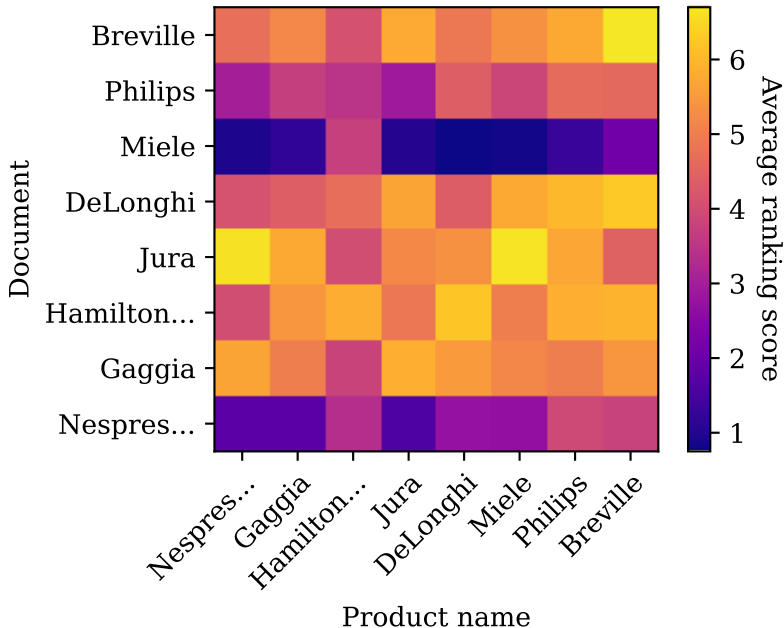 Breville
Philips
Miele
DeLonghi
Jura
Hamilton...
Gaggia
Nespres...
Document
Nespres...
Gaggia
Hamilton...
Jura
DeLonghi
Miele
Philips
Breville
Product name
6
5
4
3
2
1
Average ranking score